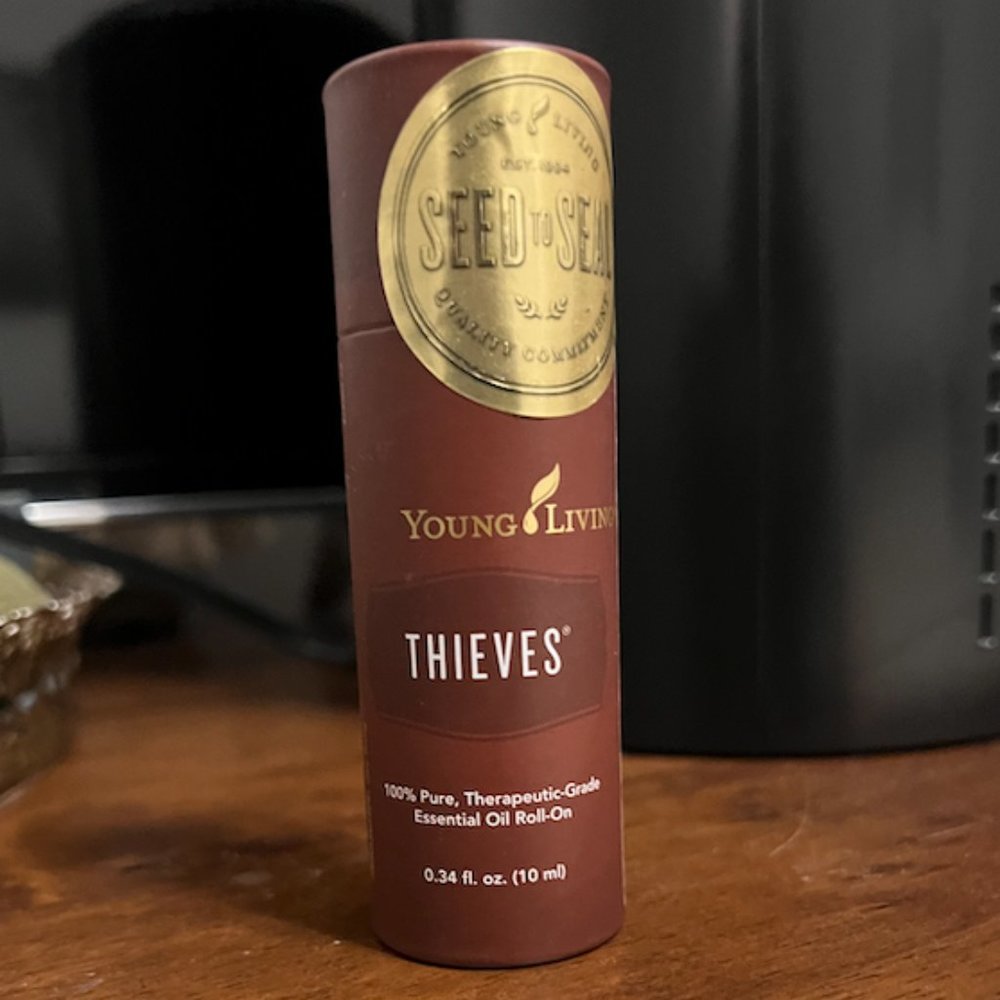 YOUNG LIVING
EST. 1994
SEED TO SEAL
QUALITY COMMITMENT
YOUNG LIVING
THIEVES®
100% Pure, Therapeutic-Grade
Essential Oil Roll-On
0.34 fl. oz. (10 ml)